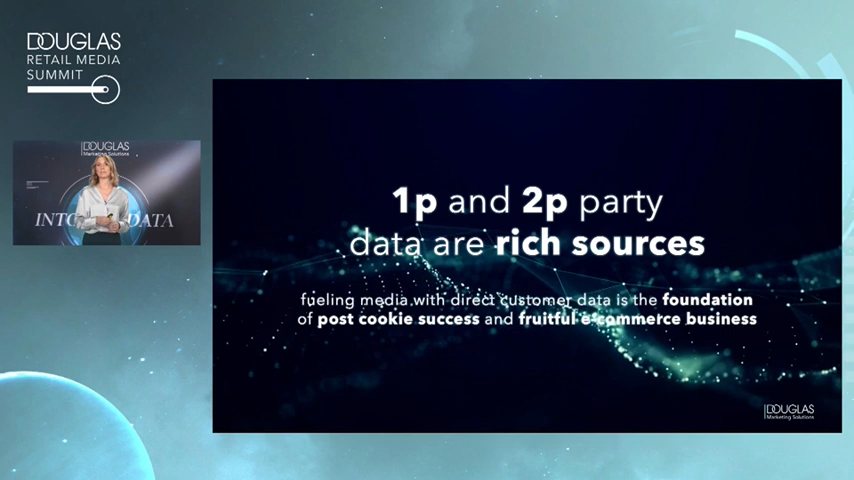 DOUGLAS
RETAIL MEDIA
SUMMIT
DOUGLAS
Marketing Solutions
INTO DATA
1p and 2p party
data are rich sources
fueling media with direct customer data is the foundation
of post cookie success and fruitful e-commerce business
DOUGLAS
Marketing Solutions